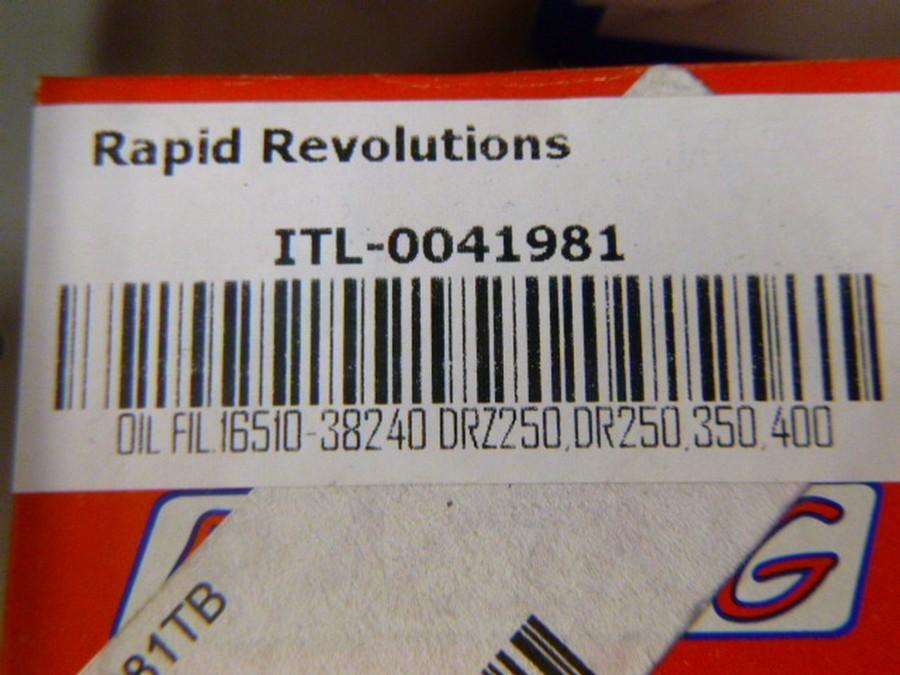 Rapid Revolutions
ITL-0041981
OIL FIL.16510-38240 DRZ250,DR250,350,400
G
81TB